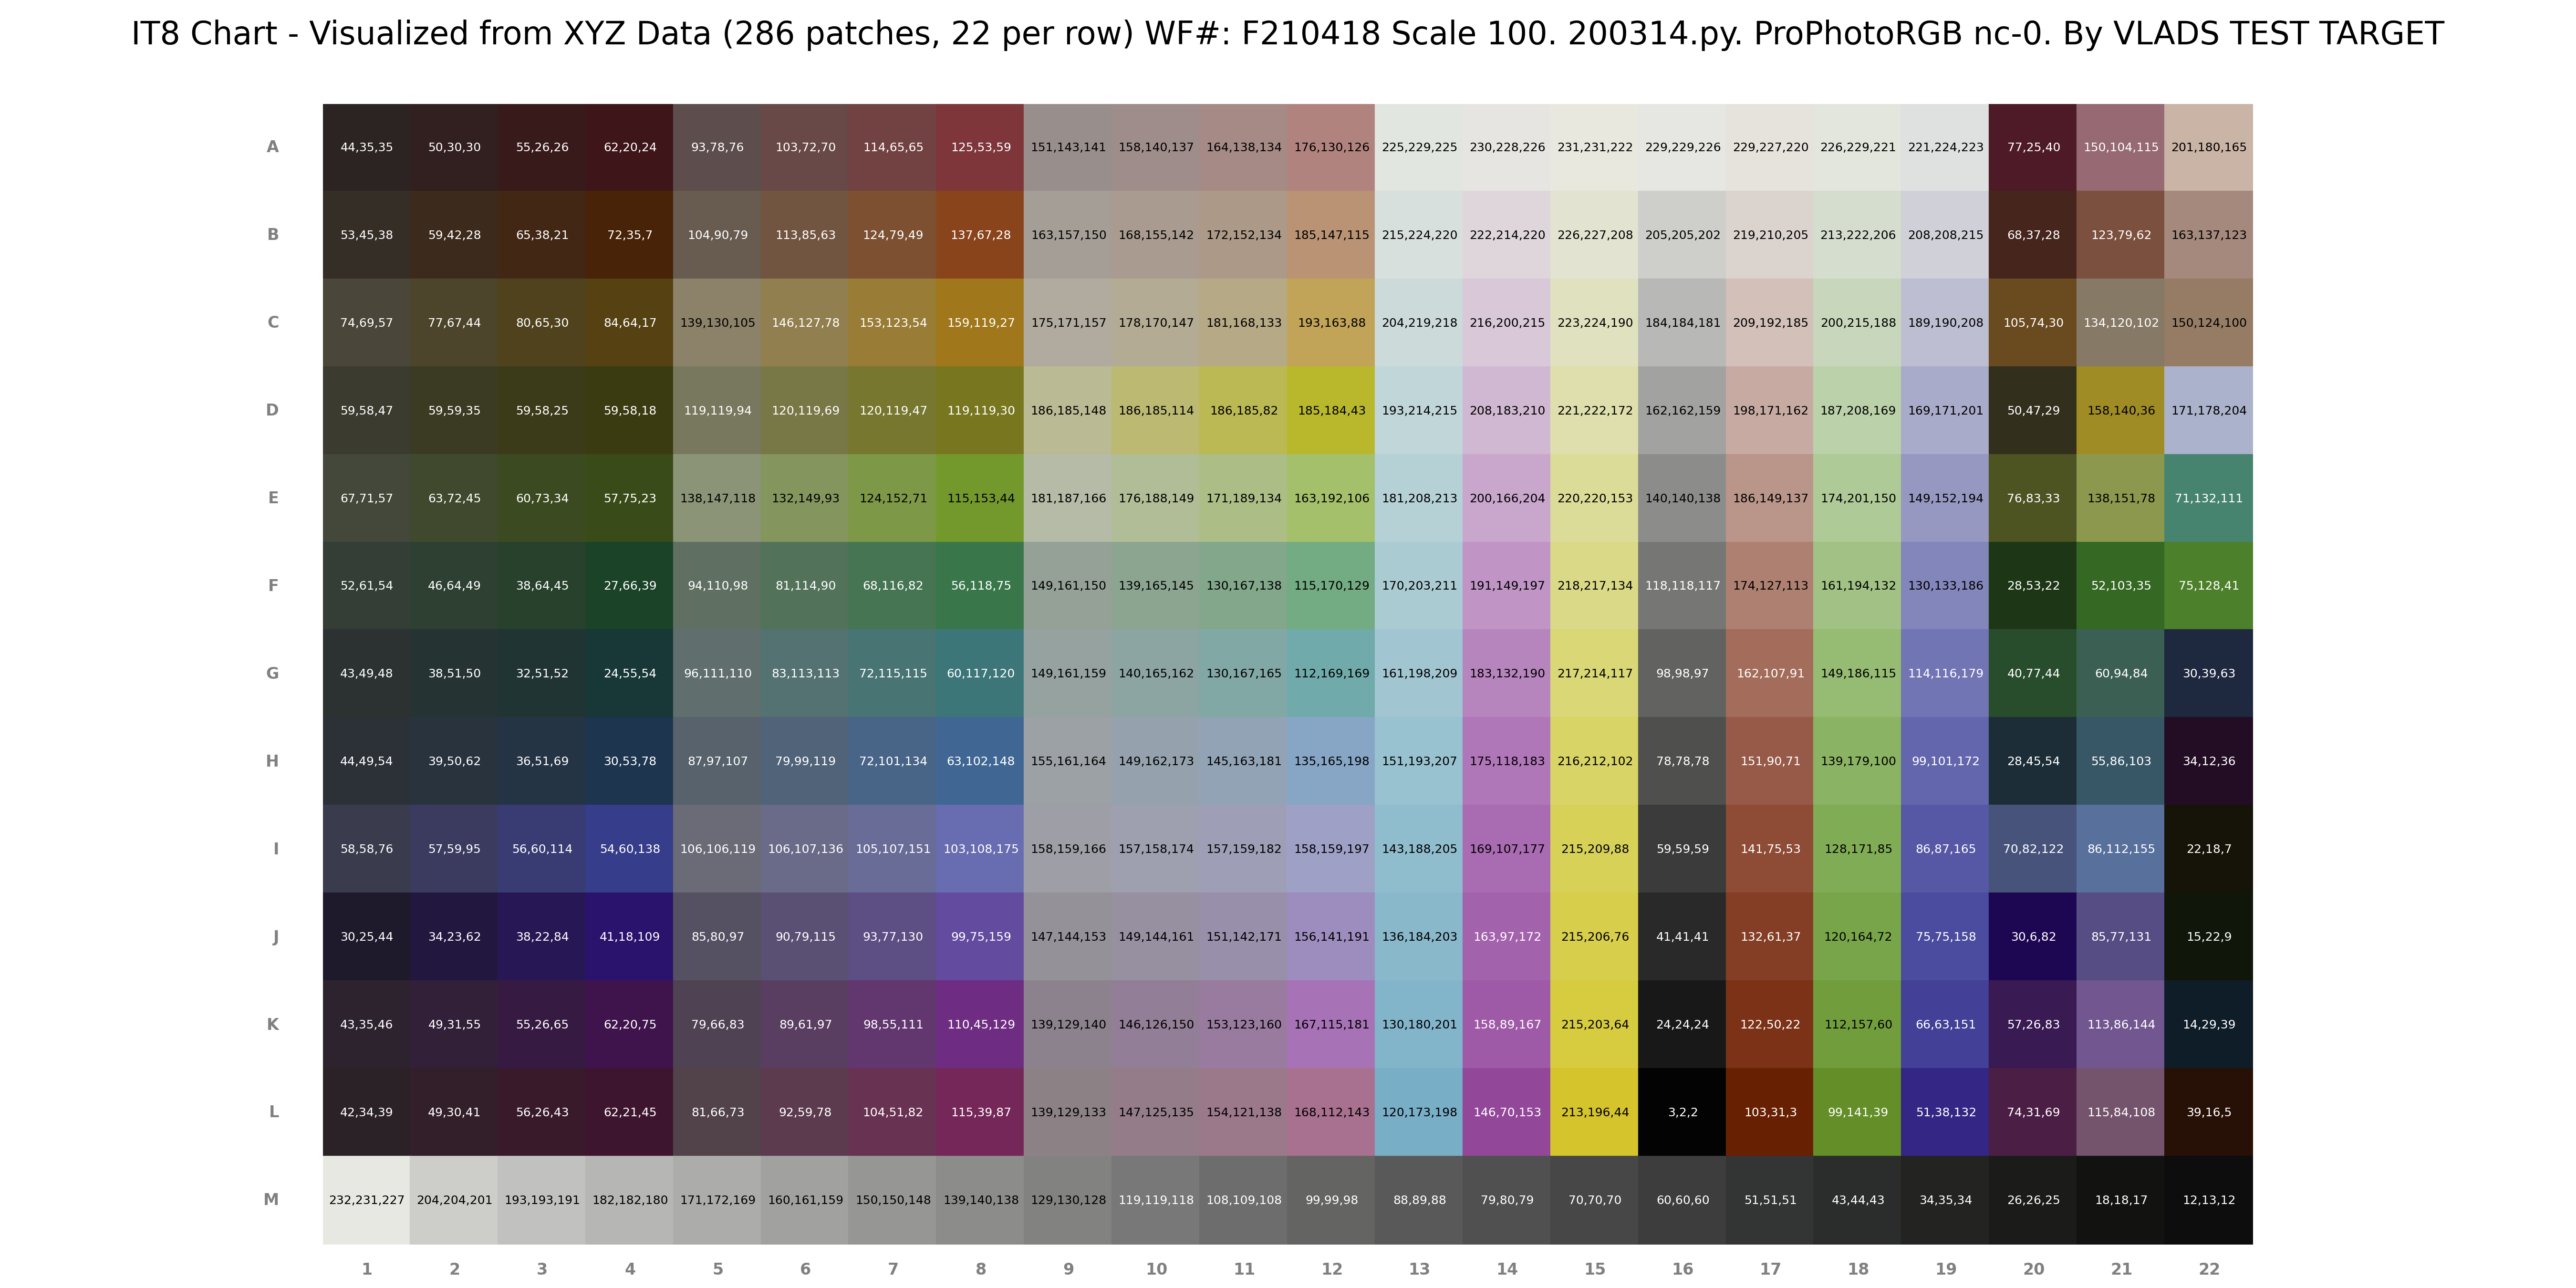 IT8 Chart - Visualized from XYZ Data (286 patches, 22 per row) WF#: F210418 Scale 100. 200314.py. ProPhotoRGB nc-0. By VLADS TEST TARGET
A 44,35,35 50,30,30 55,26,26 62,20,24 93,78,76 103,72,70 114,65,65 125,53,59 151,143,141 158,140,137 164,138,134 176,130,126 225,229,225 230,228,226 231,231,222 229,229,226 229,227,220 226,229,221 221,224,223 77,25,40 150,104,115 201,180,165
B 53,45,38 59,42,28 65,38,21 72,35,7 104,90,79 113,85,63 124,79,49 137,67,28 163,157,150 168,155,142 172,152,134 185,147,115 215,224,220 222,214,220 226,227,208 205,205,202 219,210,205 213,222,206 208,208,215 68,37,28 123,79,62 163,137,123
C 74,69,57 77,67,44 80,65,30 84,64,17 139,130,105 146,127,78 153,123,54 159,119,27 175,171,157 178,170,147 181,168,133 193,163,88 204,219,218 216,200,215 223,224,190 184,184,181 209,192,185 200,215,188 189,190,208 105,74,30 134,120,102 150,124,100
D 59,58,47 59,59,35 59,58,25 59,58,18 119,119,94 120,119,69 120,119,47 119,119,30 186,185,148 186,185,114 186,185,82 185,184,43 193,214,215 208,183,210 221,222,172 162,162,159 198,171,162 187,208,169 169,171,201 50,47,29 158,140,36 171,178,204
E 67,71,57 63,72,45 60,73,34 57,75,23 138,147,118 132,149,93 124,152,71 115,153,44 181,187,166 176,188,149 171,189,134 163,192,106 181,208,213 200,166,204 220,220,153 140,140,138 186,149,137 174,201,150 149,152,194 76,83,33 138,151,78 71,132,111
F 52,61,54 46,64,49 38,64,45 27,66,39 94,110,98 81,114,90 68,116,82 56,118,75 149,161,150 139,165,145 130,167,138 115,170,129 170,203,211 191,149,197 218,217,134 118,118,117 174,127,113 161,194,132 130,133,186 28,53,22 52,103,35 75,128,41
G 43,49,48 38,51,50 32,51,52 24,55,54 96,111,110 83,113,113 72,115,115 60,117,120 149,161,159 140,165,162 130,167,165 112,169,169 161,198,209 183,132,190 217,214,117 98,98,97 162,107,91 149,186,115 114,116,179 40,77,44 60,94,84 30,39,63
H 44,49,54 39,50,62 36,51,69 30,53,78 87,97,107 79,99,119 72,101,134 63,102,148 155,161,164 149,162,173 145,163,181 135,165,198 151,193,207 175,118,183 216,212,102 78,78,78 151,90,71 139,179,100 99,101,172 28,45,54 55,86,103 34,12,36
I 58,58,76 57,59,95 56,60,114 54,60,138 106,106,119 106,107,136 105,107,151 103,108,175 158,159,166 157,158,174 157,159,182 158,159,197 143,188,205 169,107,177 215,209,88 59,59,59 141,75,53 128,171,85 86,87,165 70,82,122 86,112,155 22,18,7
J 30,25,44 34,23,62 38,22,84 41,18,109 85,80,97 90,79,115 93,77,130 99,75,159 147,144,153 149,144,161 151,142,171 156,141,191 136,184,203 163,97,172 215,206,76 41,41,41 132,61,37 120,164,72 75,75,158 30,6,82 85,77,131 15,22,9
K 43,35,46 49,31,55 55,26,65 62,20,75 79,66,83 89,61,97 98,55,111 110,45,129 139,129,140 146,126,150 153,123,160 167,115,181 130,180,201 158,89,167 215,203,64 24,24,24 122,50,22 112,157,60 66,63,151 57,26,83 113,86,144 14,29,39
L 42,34,39 49,30,41 56,26,43 62,21,45 81,66,73 92,59,78 104,51,82 115,39,87 139,129,133 147,125,135 154,121,138 168,112,143 120,173,198 146,70,153 213,196,44 3,2,2 103,31,3 99,141,39 51,38,132 74,31,69 115,84,108 39,16,5
M 232,231,227 204,204,201 193,193,191 182,182,180 171,172,169 160,161,159 150,150,148 139,140,138 129,130,128 119,119,118 108,109,108 99,99,98 88,89,88 79,80,79 70,70,70 60,60,60 51,51,51 43,44,43 34,35,34 26,26,25 18,18,17 12,13,12
1 2 3 4 5 6 7 8 9 10 11 12 13 14 15 16 17 18 19 20 21 22